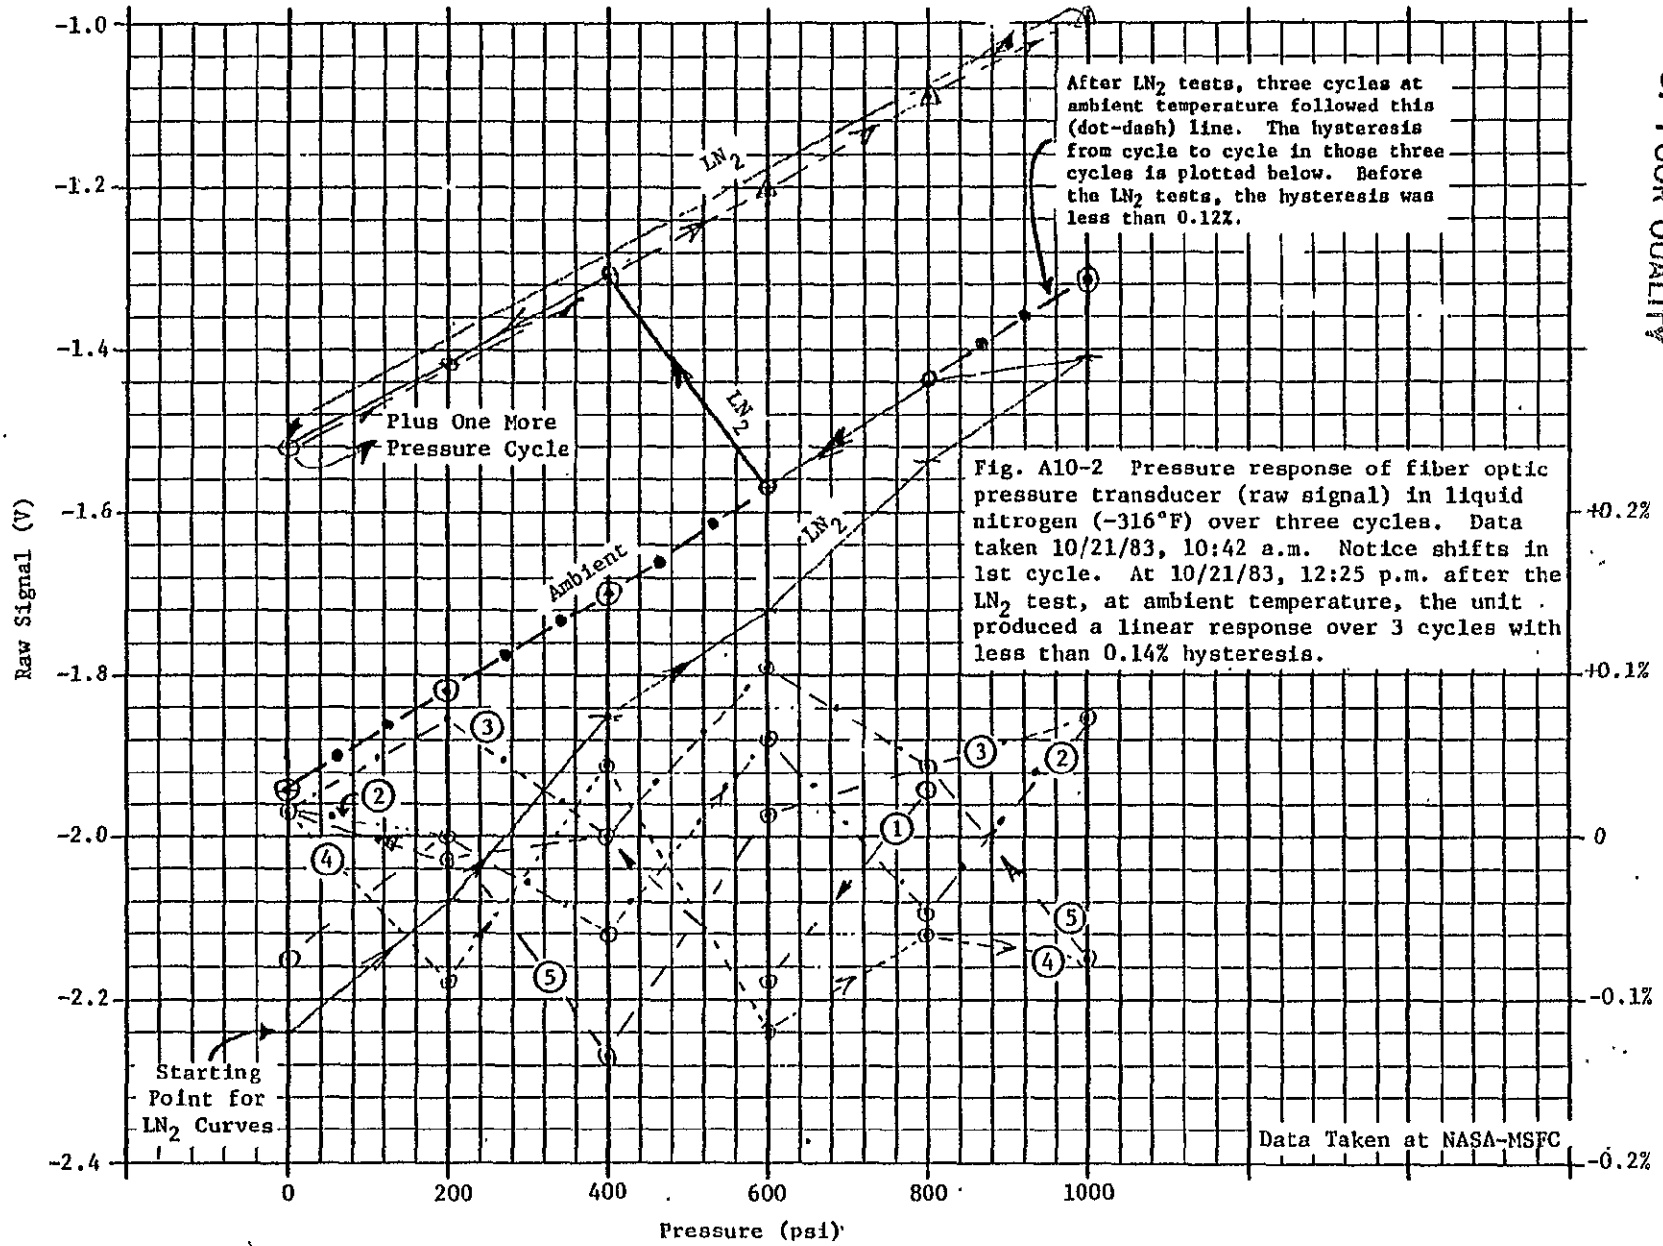 -1.0
-1.2
-1.4
-1.6
-1.8
-2.0
-2.2
-2.4
Raw Signal (V)
After LN2 tests, three cycles at
ambient temperature followed this
(dot-dash) line. The hysteresis
from cycle to cycle in those three
cycles is plotted below. Before
the LN2 tests, the hysteresis was
less than 0.12%.
LN2
LN2
LN2
Plus One More
Pressure Cycle
Ambient
Fig. A10-2 Pressure response of fiber optic
pressure transducer (raw signal) in liquid
nitrogen (-316°F) over three cycles. Data
taken 10/21/83, 10:42 a.m. Notice shifts in
1st cycle. At 10/21/83, 12:25 p.m. after the
LN2 test, at ambient temperature, the unit
produced a linear response over 3 cycles with
less than 0.14% hysteresis.
+0.2%
+0.1%
0
-0.1%
-0.2%
3
2
4
5
1
3
2
5
4
Starting
Point for
LN2 Curves
Data Taken at NASA-MSFC
0
200
400
600
800
1000
Pressure (psi)
POOR QUALITY